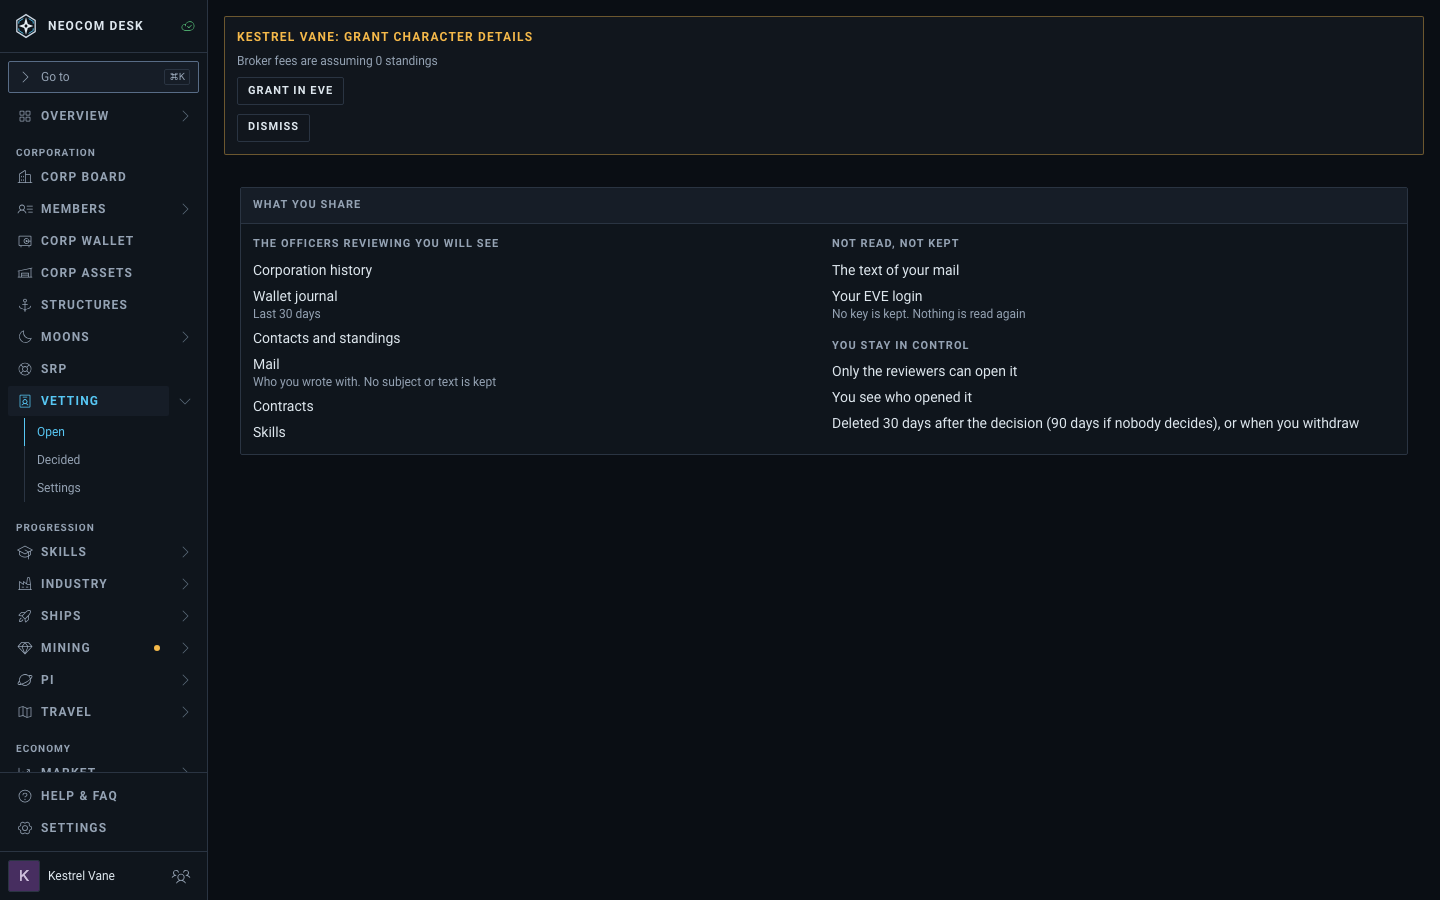 NEOCOM DESK
Go to
⌘K
OVERVIEW
CORPORATION
CORP BOARD
MEMBERS
CORP WALLET
CORP ASSETS
STRUCTURES
MOONS
SRP
VETTING
Open
Decided
Settings
PROGRESSION
SKILLS
INDUSTRY
SHIPS
MINING
PI
TRAVEL
ECONOMY
MARKET
HELP & FAQ
SETTINGS
K
Kestrel Vane
KESTREL VANE: GRANT CHARACTER DETAILS
Broker fees are assuming 0 standings
GRANT IN EVE
DISMISS
WHAT YOU SHARE
THE OFFICERS REVIEWING YOU WILL SEE
Corporation history
Wallet journal
Last 30 days
Contacts and standings
Mail
Who you wrote with. No subject or text is kept
Contracts
Skills
NOT READ, NOT KEPT
The text of your mail
Your EVE login
No key is kept. Nothing is read again
YOU STAY IN CONTROL
Only the reviewers can open it
You see who opened it
Deleted 30 days after the decision (90 days if nobody decides), or when you withdraw